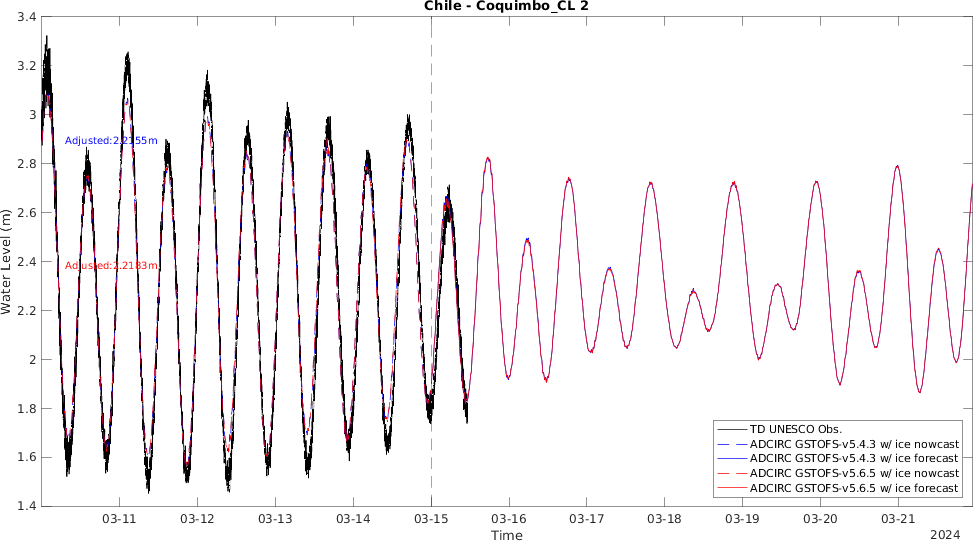 Chile - Coquimbo_CL 2
3.4
3.2
3
2.8
2.6
2.4
2.2
2
1.8
1.6
1.4
Water Level (m)
Adjusted:2.2155m
Adjusted:2.2183m
TD UNESCO Obs.
ADCIRC GSTOFS-v5.4.3 w/ ice nowcast
ADCIRC GSTOFS-v5.4.3 w/ ice forecast
ADCIRC GSTOFS-v5.6.5 w/ ice nowcast
ADCIRC GSTOFS-v5.6.5 w/ ice forecast
03-11 03-12 03-13 03-14 03-15 03-16 03-17 03-18 03-19 03-20 03-21
Time
2024